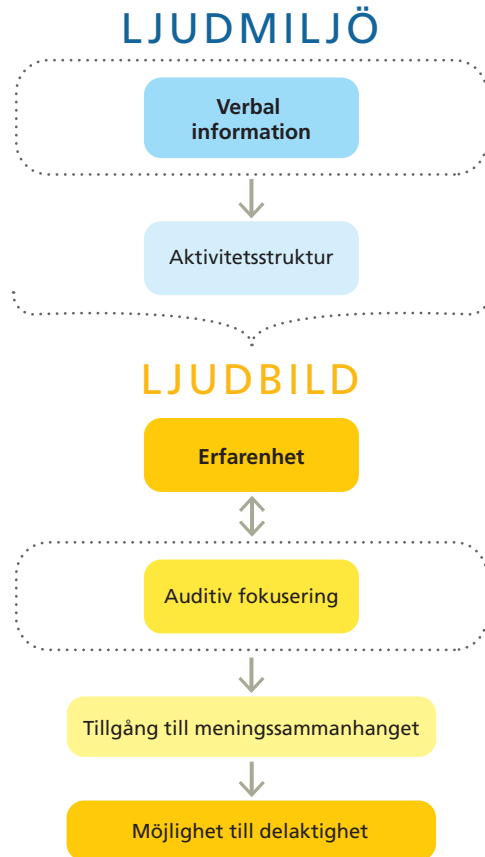 LJUDMILJÖ
Verbal
information
Aktivitetsstruktur
LJUDBILD
Erfarenhet
Auditiv fokusering
Tillgång till meningssammanhanget
Möjlighet till delaktighet